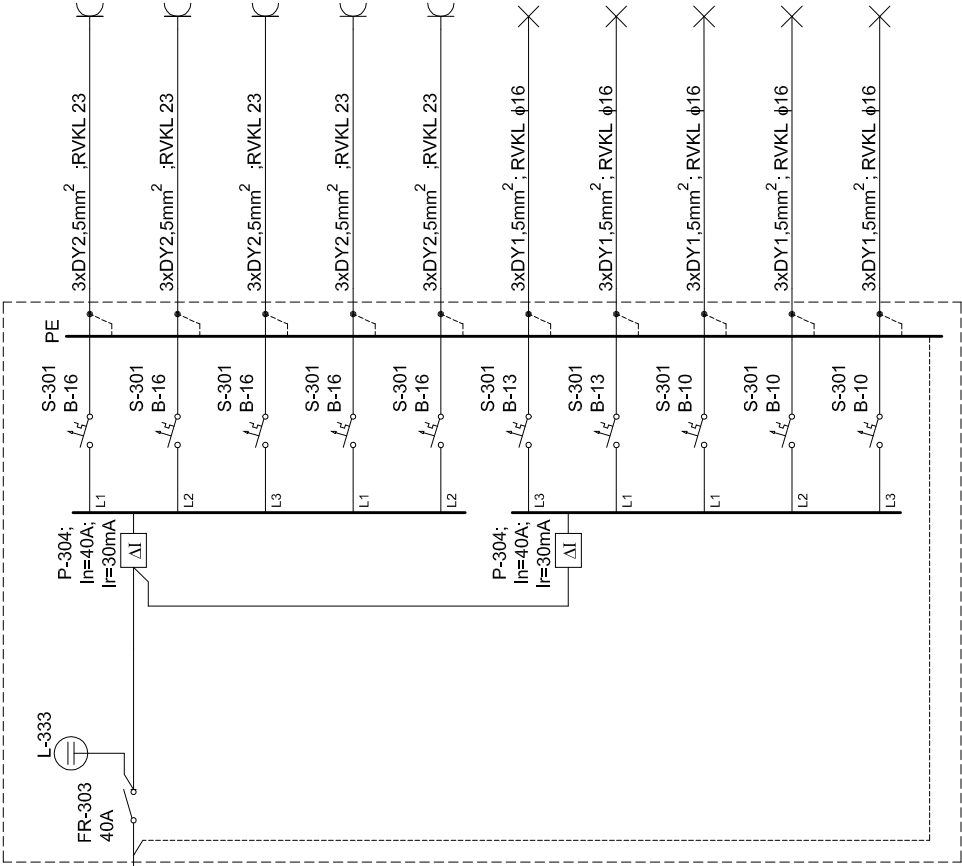 3xDY2,5mm² ;RVKL 23
3xDY2,5mm² ;RVKL 23
3xDY2,5mm² ;RVKL 23
3xDY2,5mm² ;RVKL 23
3xDY2,5mm² ;RVKL 23
3xDY1,5mm² ; RVKL ϕ16
3xDY1,5mm² ; RVKL ϕ16
3xDY1,5mm² ; RVKL ϕ16
3xDY1,5mm² ; RVKL ϕ16
3xDY1,5mm² ; RVKL ϕ16
PE
S-301
B-16
S-301
B-16
S-301
B-16
S-301
B-16
S-301
B-16
S-301
B-13
S-301
B-13
S-301
B-10
S-301
B-10
S-301
B-10
L1
L2
L3
L1
L2
L3
L1
L1
L2
L3
P-304;
In=40A;
Ir=30mA
ΔI
P-304;
In=40A;
Ir=30mA
ΔI
L-333
FR-303
40A